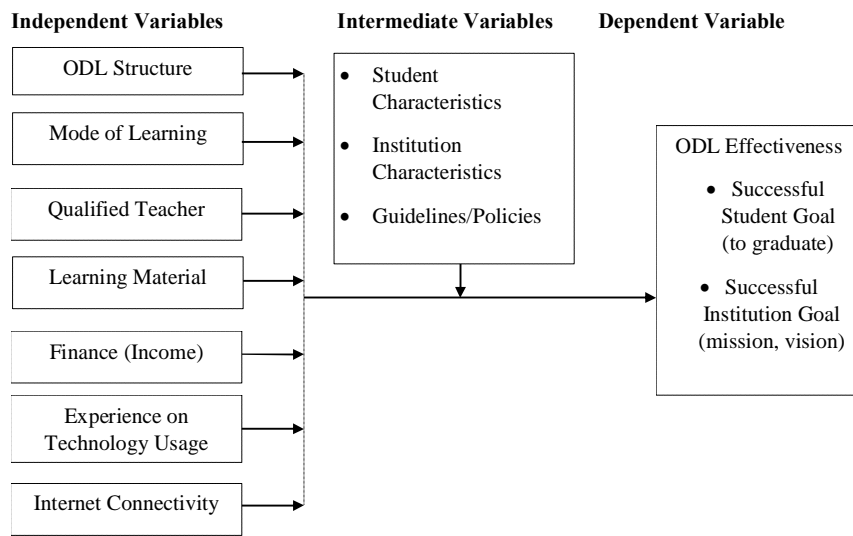 Independent Variables
Intermediate Variables
Dependent Variable
ODL Structure
Mode of Learning
Qualified Teacher
Learning Material
Finance (Income)
Experience on
Technology Usage
Internet Connectivity
• Student
Characteristics
• Institution
Characteristics
• Guidelines/Policies
ODL Effectiveness
• Successful
Student Goal
(to graduate)
• Successful
Institution Goal
(mission, vision)